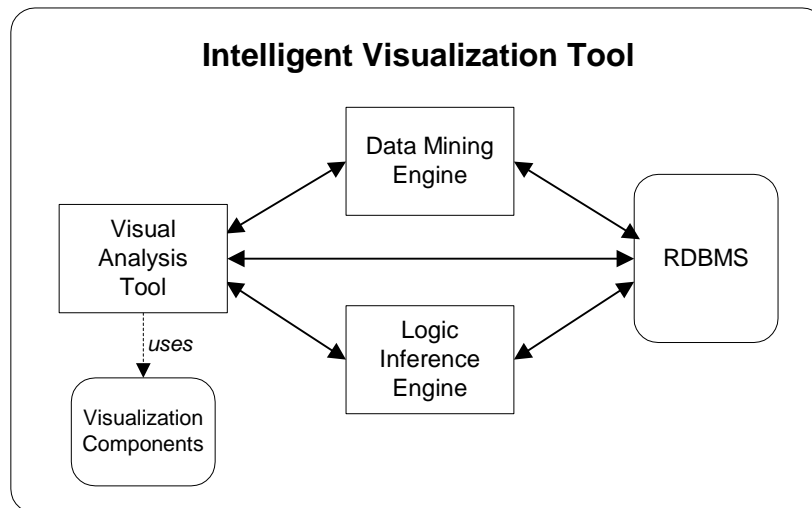 Intelligent Visualization Tool
Data Mining
Engine
Visual
Analysis
Tool
RDBMS
Logic
Inference
Engine
uses
Visualization
Components